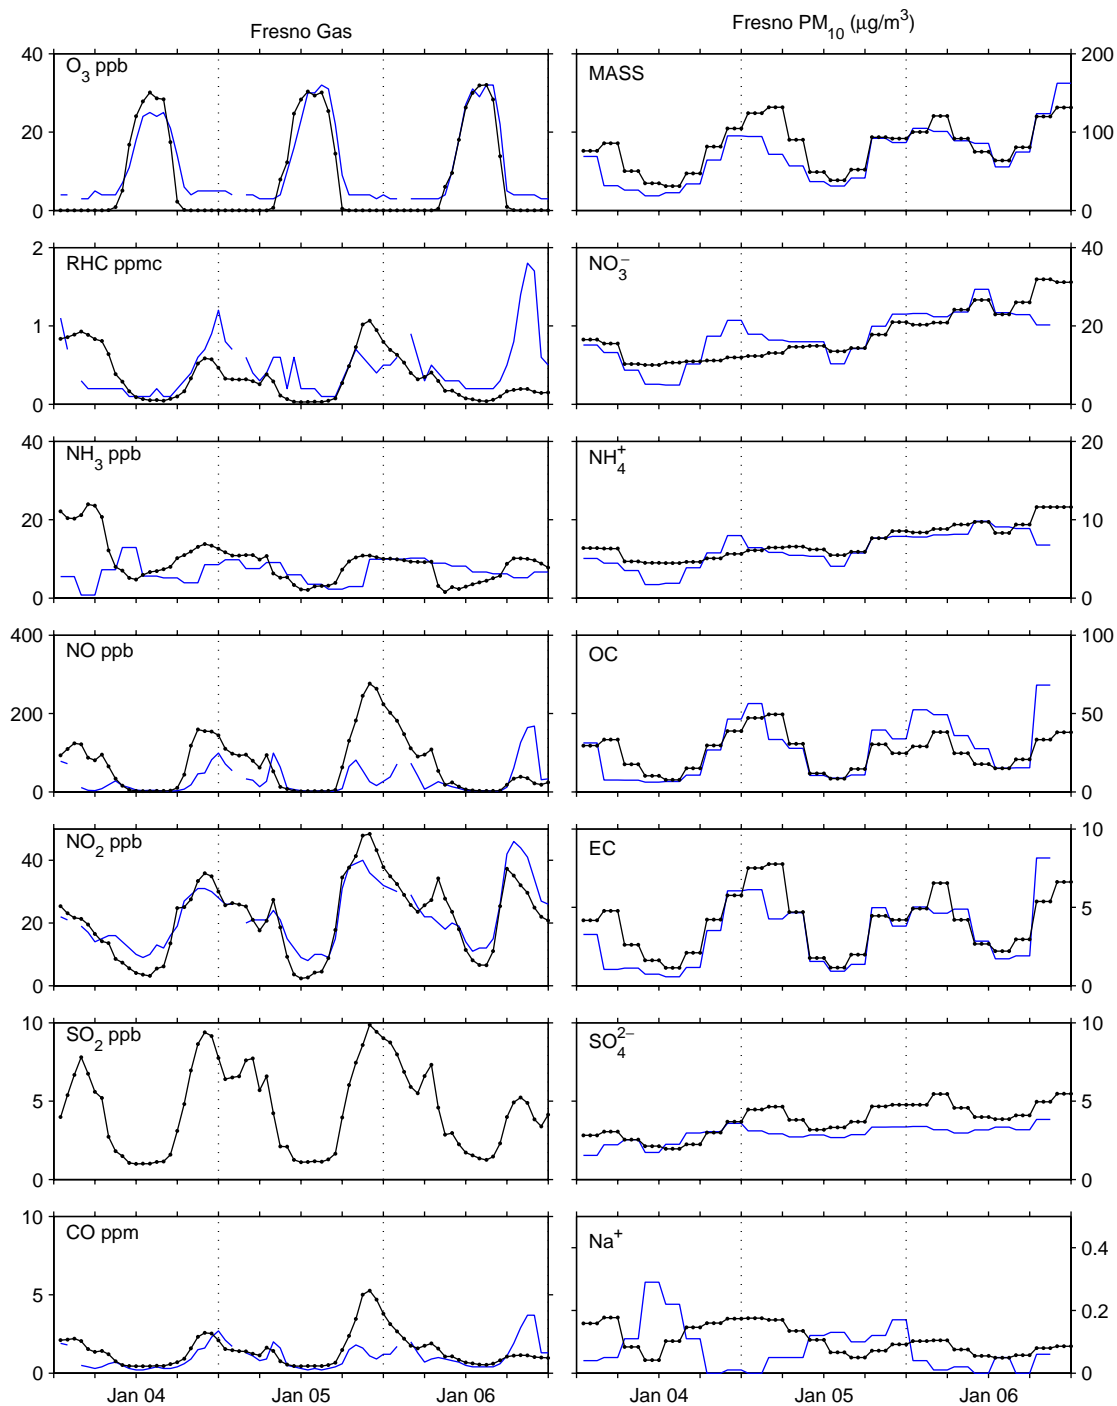 Fresno Gas
Fresno PM10 (μg/m3)
40
20
0
O3 ppb
MASS
200
100
0
2
1
0
RHC ppmc
NO3−
40
20
0
40
20
0
NH3 ppb
NH4+
20
10
0
400
200
0
NO ppb
OC
100
50
0
40
20
0
NO2 ppb
EC
10
5
0
10
5
0
SO2 ppb
SO42−
10
5
0
10
5
0
CO ppm
Na+
0.4
0.2
0
Jan 04
Jan 05
Jan 06
Jan 04
Jan 05
Jan 06